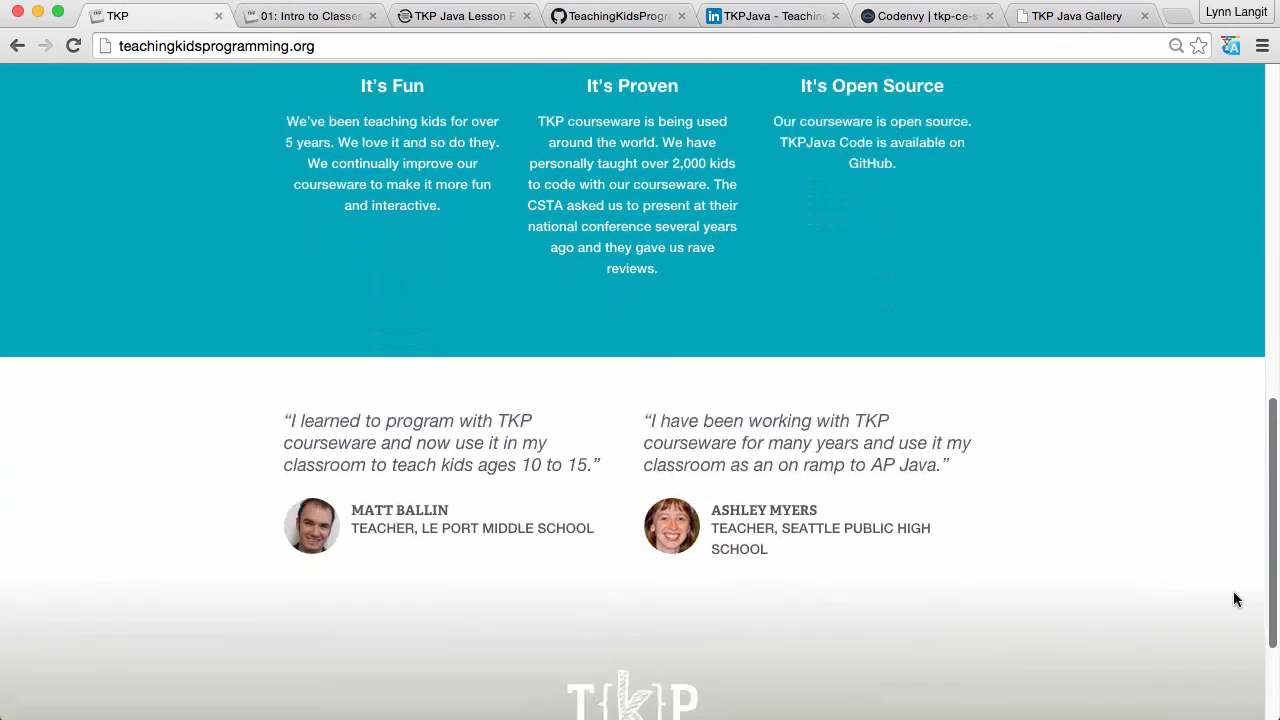 TKP
01: Intro to Classes
TKP Java Lesson P
TeachingKidsProgra
TKPJava - Teaching
Codenvy | tkp-ce-s
TKP Java Gallery
Lynn Langit
teachingkidsprogramming.org
It's Fun
We've been teaching kids for over
5 years. We love it and so do they.
We continually improve our
courseware to make it more fun
and interactive.
It's Proven
TKP courseware is being used
around the world. We have
personally taught over 2,000 kids
to code with our courseware. The
CSTA asked us to present at their
national conference several years
ago and they gave us rave
reviews.
It's Open Source
Our courseware is open source.
TKPJava Code is available on
GitHub.
“I learned to program with TKP
courseware and now use it in my
classroom to teach kids ages 10 to 15.”
MATT BALLIN
TEACHER, LE PORT MIDDLE SCHOOL
“I have been working with TKP
courseware for many years and use it my
classroom as an on ramp to AP Java.”
ASHLEY MYERS
TEACHER, SEATTLE PUBLIC HIGH
SCHOOL
T{k}P